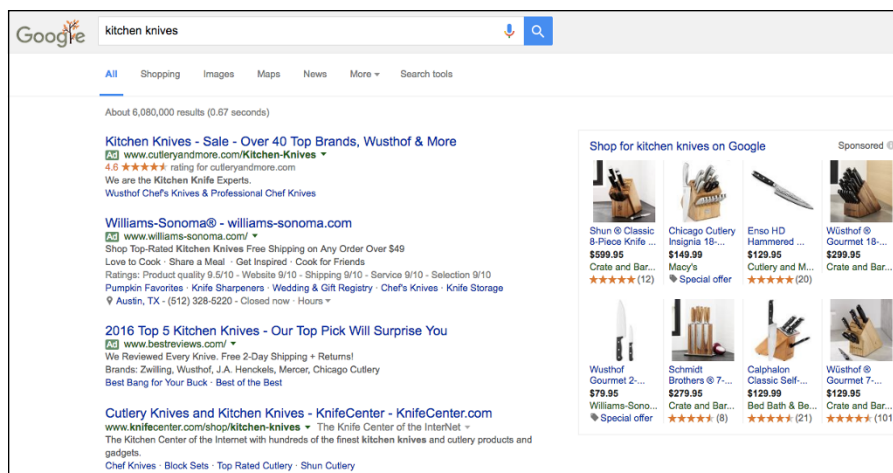 Google
kitchen knives
All Shopping Images Maps News More Search tools
About 6,080,000 results (0.67 seconds)
Kitchen Knives - Sale - Over 40 Top Brands, Wusthof & More
Ad www.cutleryandmore.com/Kitchen-Knives
4.6 ★★★★★ rating for cutleryandmore.com
We are the Kitchen Knife Experts.
Wusthof Chef's Knives & Professional Chef Knives
Williams-Sonoma® - williams-sonoma.com
Ad www.williams-sonoma.com/
Shop Top-Rated Kitchen Knives Free Shipping on Any Order Over $49
Love to Cook · Share a Meal · Get Inspired · Cook for Friends
Ratings: Product quality 9.5/10 - Website 9/10 - Shipping 9/10 - Service 9/10 - Selection 9/10
Pumpkin Favorites · Knife Sharpeners · Wedding & Gift Registry · Chef's Knives · Knife Storage
Austin, TX - (512) 328-5220 - Closed now · Hours
2016 Top 5 Kitchen Knives - Our Top Pick Will Surprise You
Ad www.bestreviews.com/
We Reviewed Every Knive. Free 2-Day Shipping + Returns!
Brands: Zwilling, Wusthof, J.A. Henckels, Mercer, Chicago Cutlery
Best Bang for Your Buck · Best of the Best
Cutlery Knives and Kitchen Knives - KnifeCenter - KnifeCenter.com
www.knifecenter.com/shop/kitchen-knives The Knife Center of the InterNet
The Kitchen Center of the Internet with hundreds of the finest kitchen knives and cutlery products and
gadgets.
Chef Knives · Block Sets · Top Rated Cutlery · Shun Cutlery
Shop for kitchen knives on Google Sponsored
Shun ® Classic
8-Piece Knife ...
$599.95
Crate and Bar...
★★★★★ (12)
Chicago Cutlery
Insignia 18-...
$149.99
Macy's
Special offer
Enso HD
Hammered ...
$129.95
Cutlery and M...
★★★★★ (20)
Wüsthof ®
Gourmet 18-...
$299.95
Crate and Bar...
Wusthof
Gourmet 2-...
$79.95
Williams-Sono...
Special offer
Schmidt
Brothers ® 7-...
$279.95
Crate and Bar...
★★★★★ (8)
Calphalon
Classic Self-...
$129.99
Bed Bath & Be...
★★★★★ (21)
Wüsthof ®
Gourmet 7-...
$129.95
Crate and Bar...
★★★★★ (101